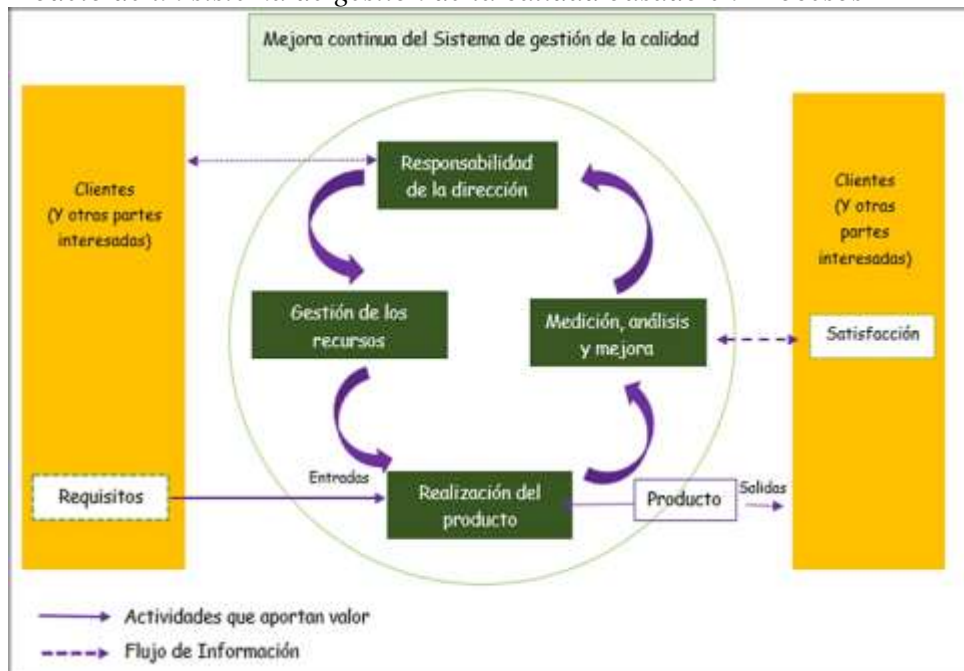 Mejora continua del Sistema de gestión de la calidad
Responsabilidad
de la dirección
Clientes
(Y otras partes
interesadas)
Clientes
(Y otras
partes
interesadas)
Gestión de los
recursos
Medición, análisis
y mejora
Satisfacción
Entradas
Requisitos
Realización del
producto
Producto
Salidas
Actividades que aportan valor
Flujo de Información